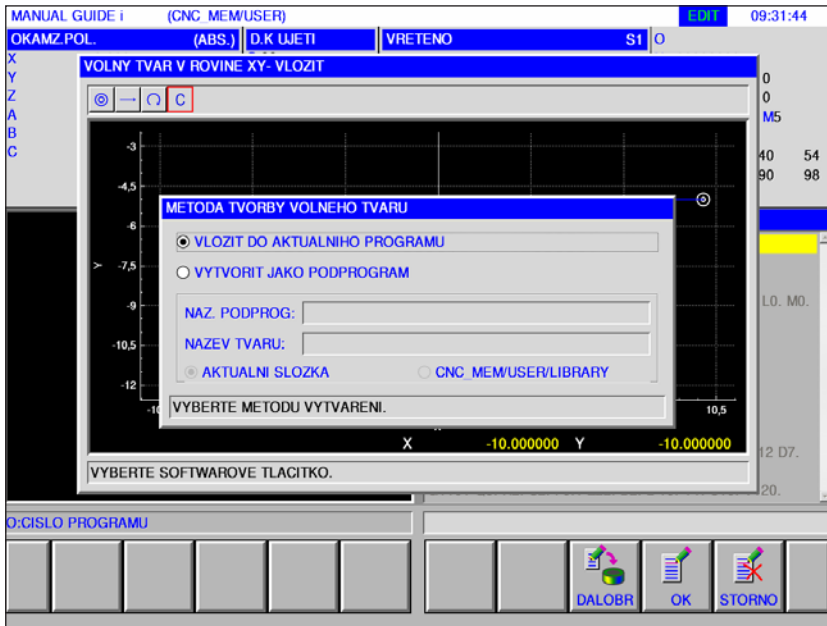 MANUAL GUIDE i (CNC_MEM/USER) EDIT 09:31:44
OKAMZ.POL. (ABS.) D.K UJETI VRETENO S1 O
X
Y
Z
A
B
C
0
0
M5
40 54
90 98
VOLNY TVAR V ROVINE XY- VLOZIT
C
-3
-4,5
-6
-7,5
-9
-10,5
-12
Y
METODA TVORBY VOLNEHO TVARU
VLOZIT DO AKTUALNIHO PROGRAMU
VYTVORIT JAKO PODPROGRAM
NAZ. PODPROG:
NAZEV TVARU:
AKTUALNI SLOZKA CNC_MEM/USER/LIBRARY
VYBERTE METODU VYTVARENI.
L0. M0.
10,5
X -10.000000 Y -10.000000
12 D7.
VYBERTE SOFTWAROVE TLACITKO.
20.
O:CISLO PROGRAMU
DALOBR OK STORNO